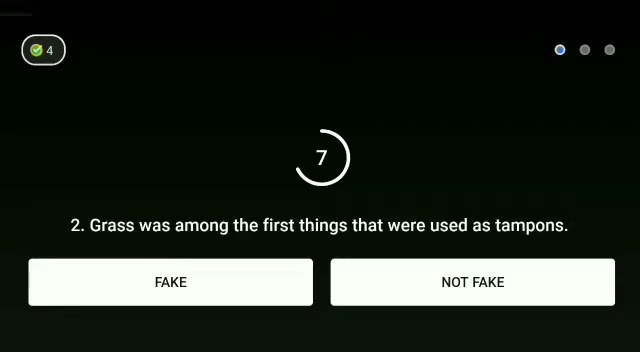 4
7
2. Grass was among the first things that were used as tampons.
FAKE
NOT FAKE